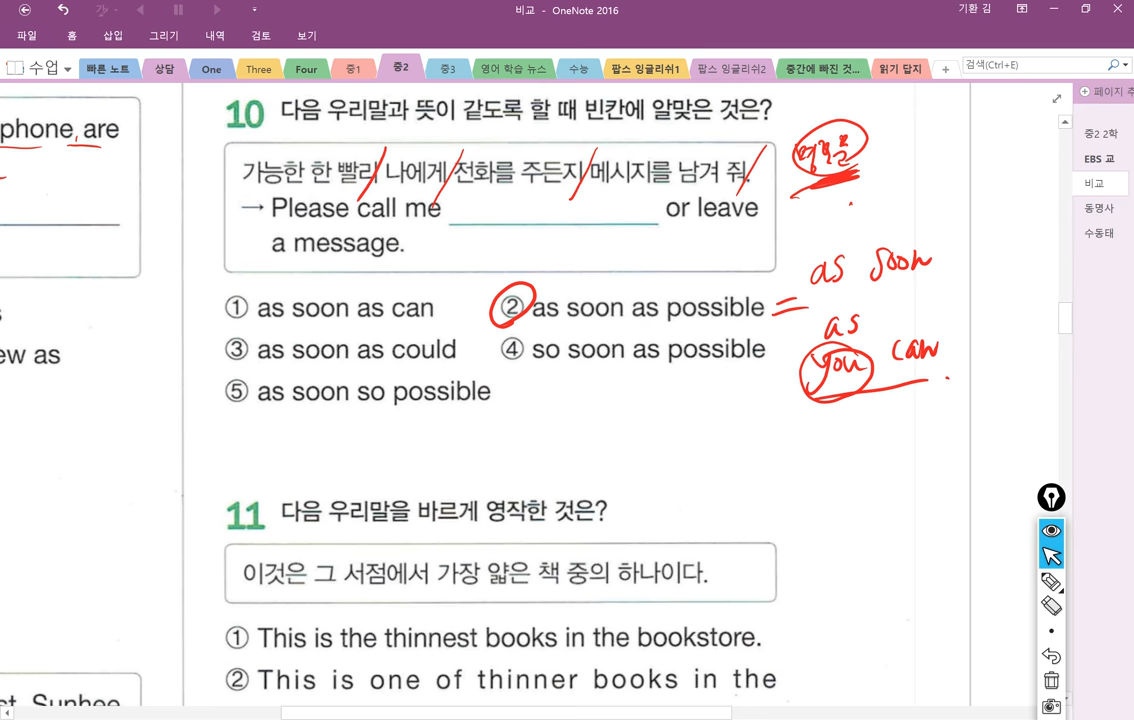 비교 - OneNote 2016
기환 김
파일 홈 삽입 그리기 내역 검토 보기
수업 빠른 노트 상담 One Three Four 중1 중2 중3 영어 학습 뉴스 수능 팝스 잉글리쉬1 팝스 잉글리쉬2 중간에 빠진 것... 읽기 답지 + 검색(Ctrl+E)
페이지 추
중2 2학
EBS 교
비교
동명사
수동태
phone, are
ew as
st. Sunhee
10 다음 우리말과 뜻이 같도록 할 때 빈칸에 알맞은 것은?
가능한 한 빨리 나에게 전화를 주든지 메시지를 남겨 줘.
→ Please call me or leave
a message.
명령문
① as soon as can ② as soon as possible
③ as soon as could ④ so soon as possible
⑤ as soon so possible
= as soon
as
you can
11 다음 우리말을 바르게 영작한 것은?
이것은 그 서점에서 가장 얇은 책 중의 하나이다.
① This is the thinnest books in the bookstore.
② This is one of thinner books in the